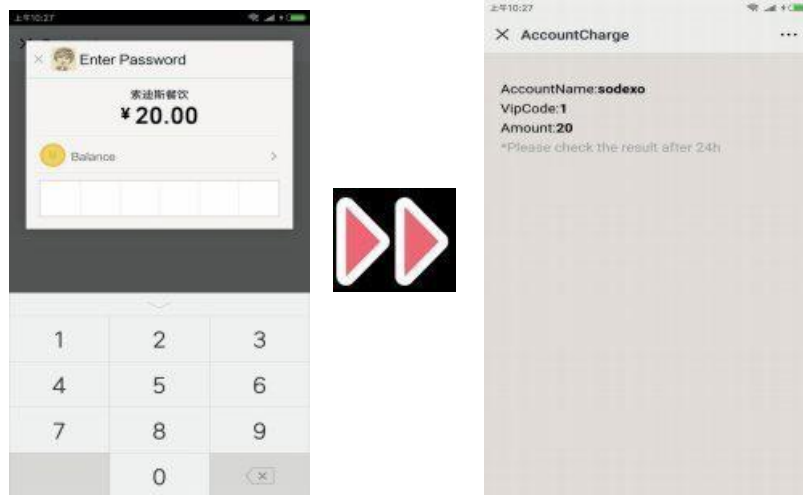 上午10:27
× Enter Password
索迪斯餐饮
¥ 20.00
Balance >
1 2 3
4 5 6
7 8 9
0
上午10:27
× AccountCharge ...
AccountName:sodexo
VipCode:1
Amount:20
*Please check the result after 24h